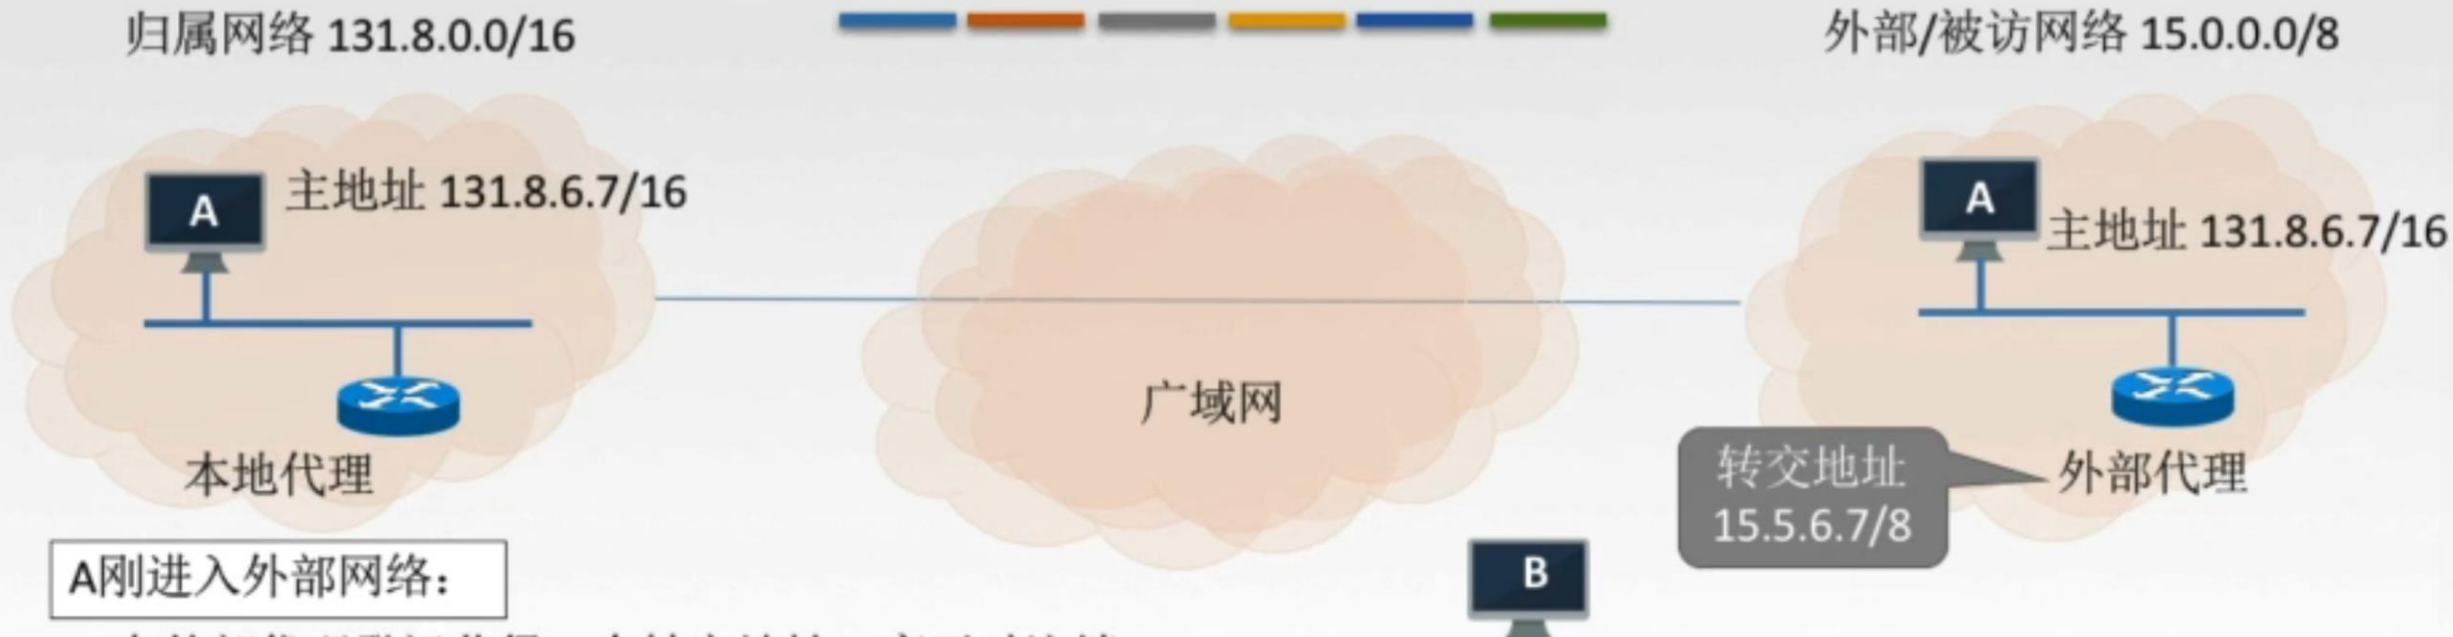 归属网络 131.8.0.0/16
外部/被访网络 15.0.0.0/8
A
主地址 131.8.6.7/16
A
主地址 131.8.6.7/16
广域网
本地代理
转交地址
15.5.6.7/8
外部代理
A刚进入外部网络：
B